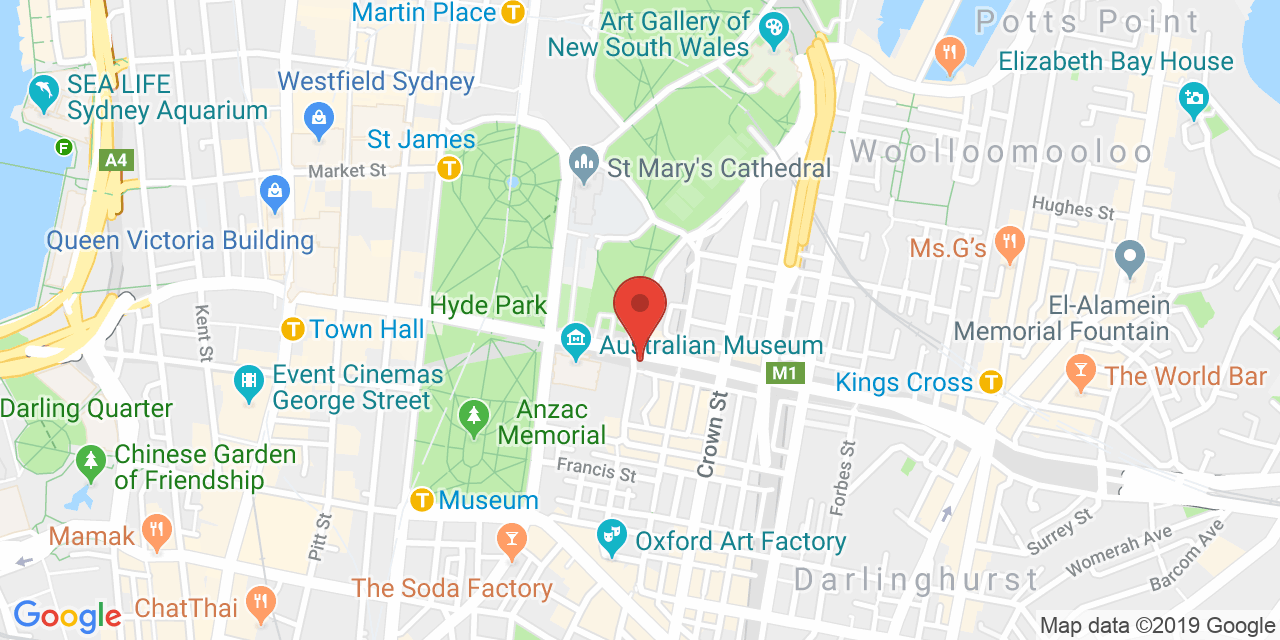 Martin Place
T
Art Gallery of
New South Wales
Potts Point
Elizabeth Bay House
SEA LIFE
Sydney Aquarium
Westfield Sydney
F
A4
St James
T
Market St
St Mary's Cathedral
Woolloomooloo
Hughes St
Queen Victoria Building
Ms.G's
Hyde Park
El-Alamein
Memorial Fountain
Kent St
T
Town Hall
Australian Museum
M1
Kings Cross
T
The World Bar
Event Cinemas
George Street
Darling Quarter
Anzac
Memorial
Crown St
Chinese Garden
of Friendship
Francis St
Forbes St
T
Museum
Mamak
Pitt St
Oxford Art Factory
Surrey St
Womerah Ave
Barcom Ave
The Soda Factory
Darlinghurst
ChatThai
Google
Map data ©2019 Google